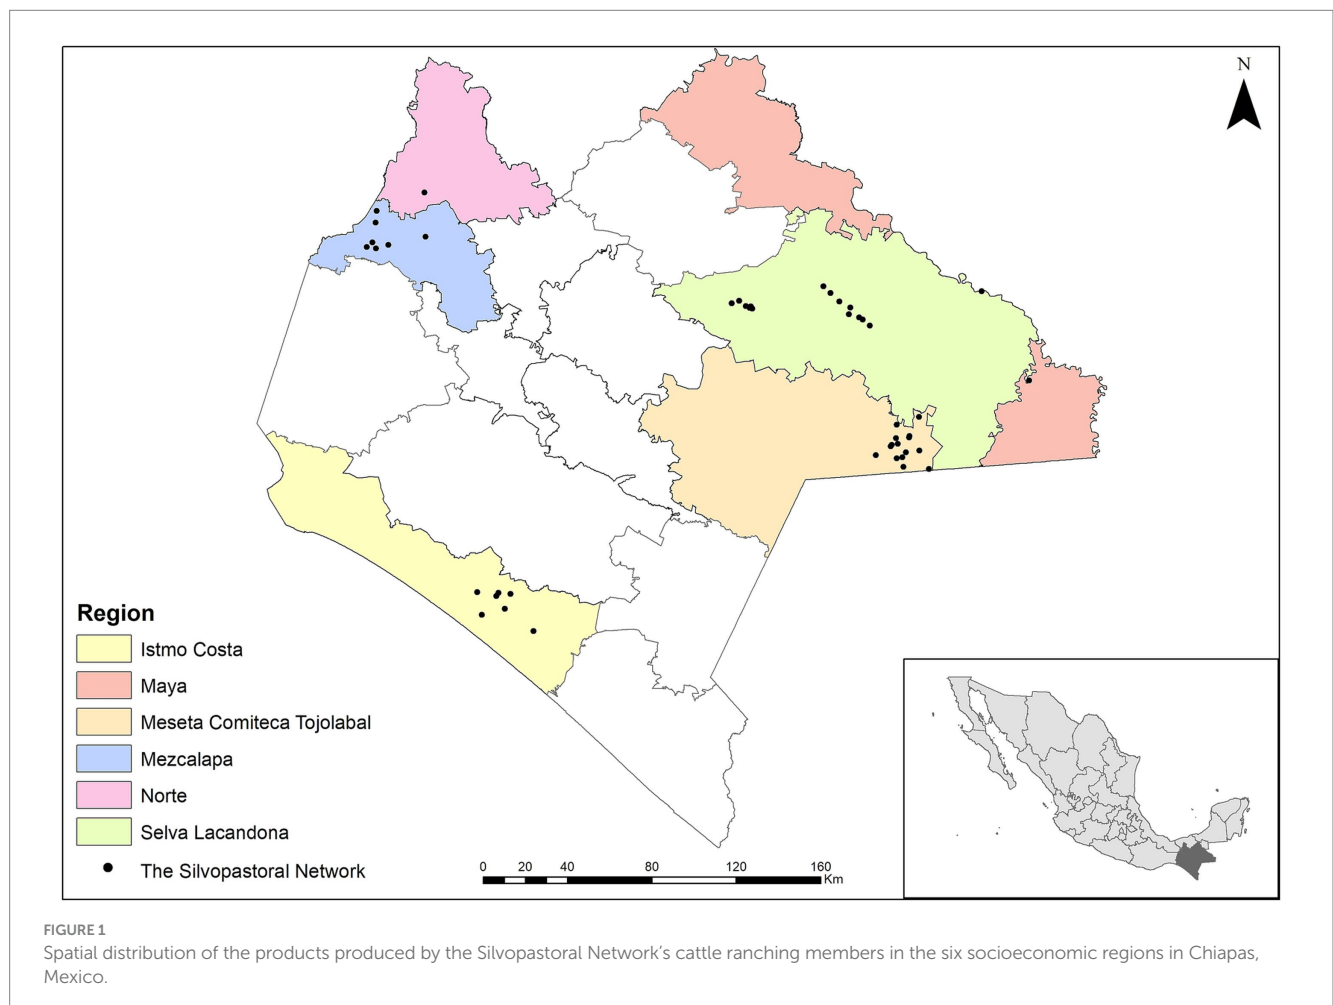 N
Region
Istmo Costa
Maya
Meseta Comiteca Tojolabal
Mezcalapa
Norte
Selva Lacandona
The Silvopastoral Network
0 20 40 80 120 160
Km
FIGURE 1
Spatial distribution of the products produced by the Silvopastoral Network's cattle ranching members in the six socioeconomic regions in Chiapas,
Mexico.